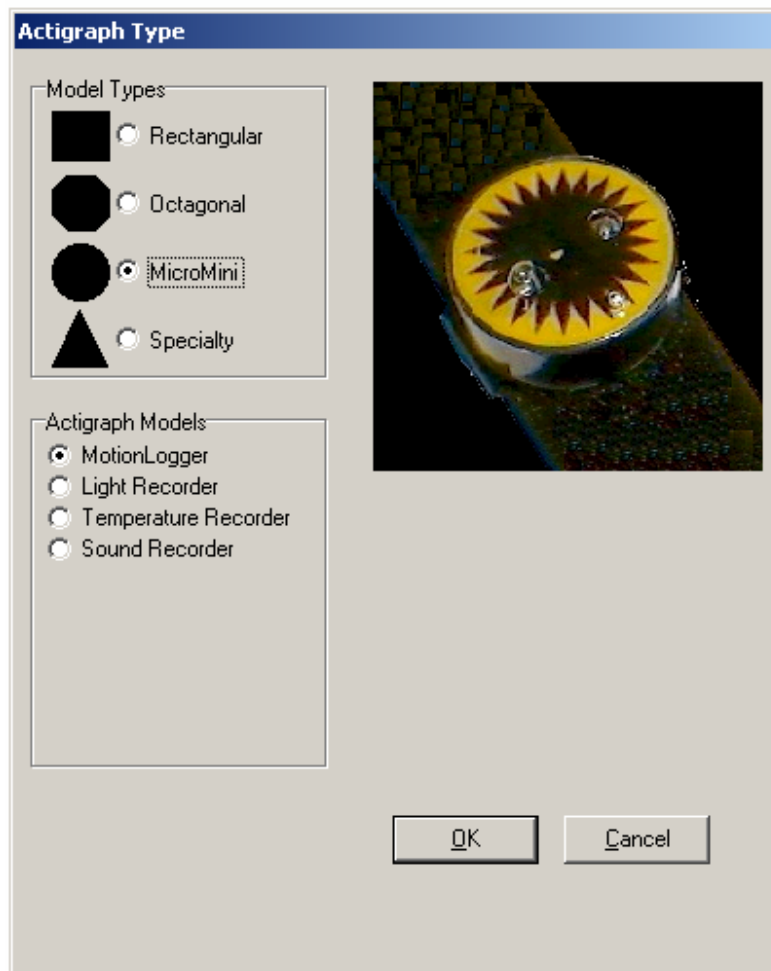 Actigraph Type
Model Types
Rectangular
Octagonal
MicroMini
Specialty
Actigraph Models
MotionLogger
Light Recorder
Temperature Recorder
Sound Recorder
OK
Cancel